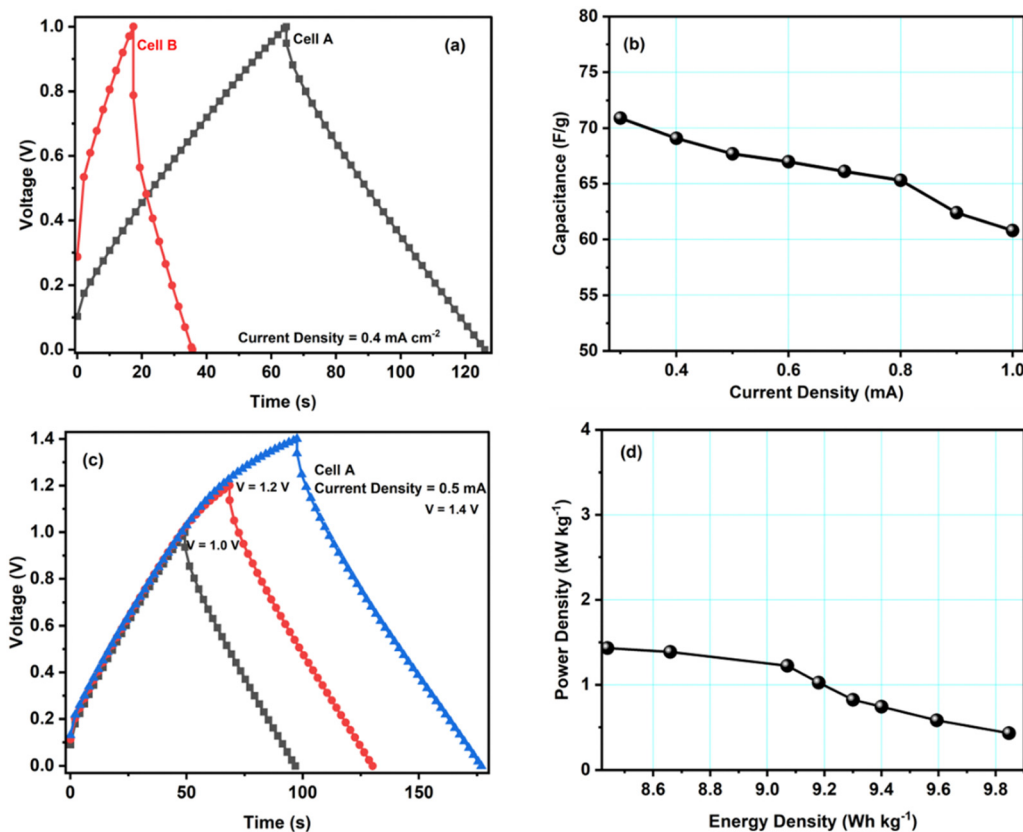 (a)
Cell B
Cell A
Current Density = 0.4 mA cm-2
Voltage (V)
1.0
0.8
0.6
0.4
0.2
0.0
0 20 40 60 80 100 120
Time (s)
(b)
Capacitance (F/g)
80
75
70
65
60
55
50
0.4 0.6 0.8 1.0
Current Density (mA)
(c)
Cell A
Current Density = 0.5 mA
V = 1.4 V
V = 1.2 V
V = 1.0 V
Voltage (V)
1.4
1.2
1.0
0.8
0.6
0.4
0.2
0.0
0 50 100 150
Time (s)
(d)
Power Density (kW kg-1)
4
3
2
1
0
8.6 8.8 9.0 9.2 9.4 9.6 9.8
Energy Density (Wh kg-1)